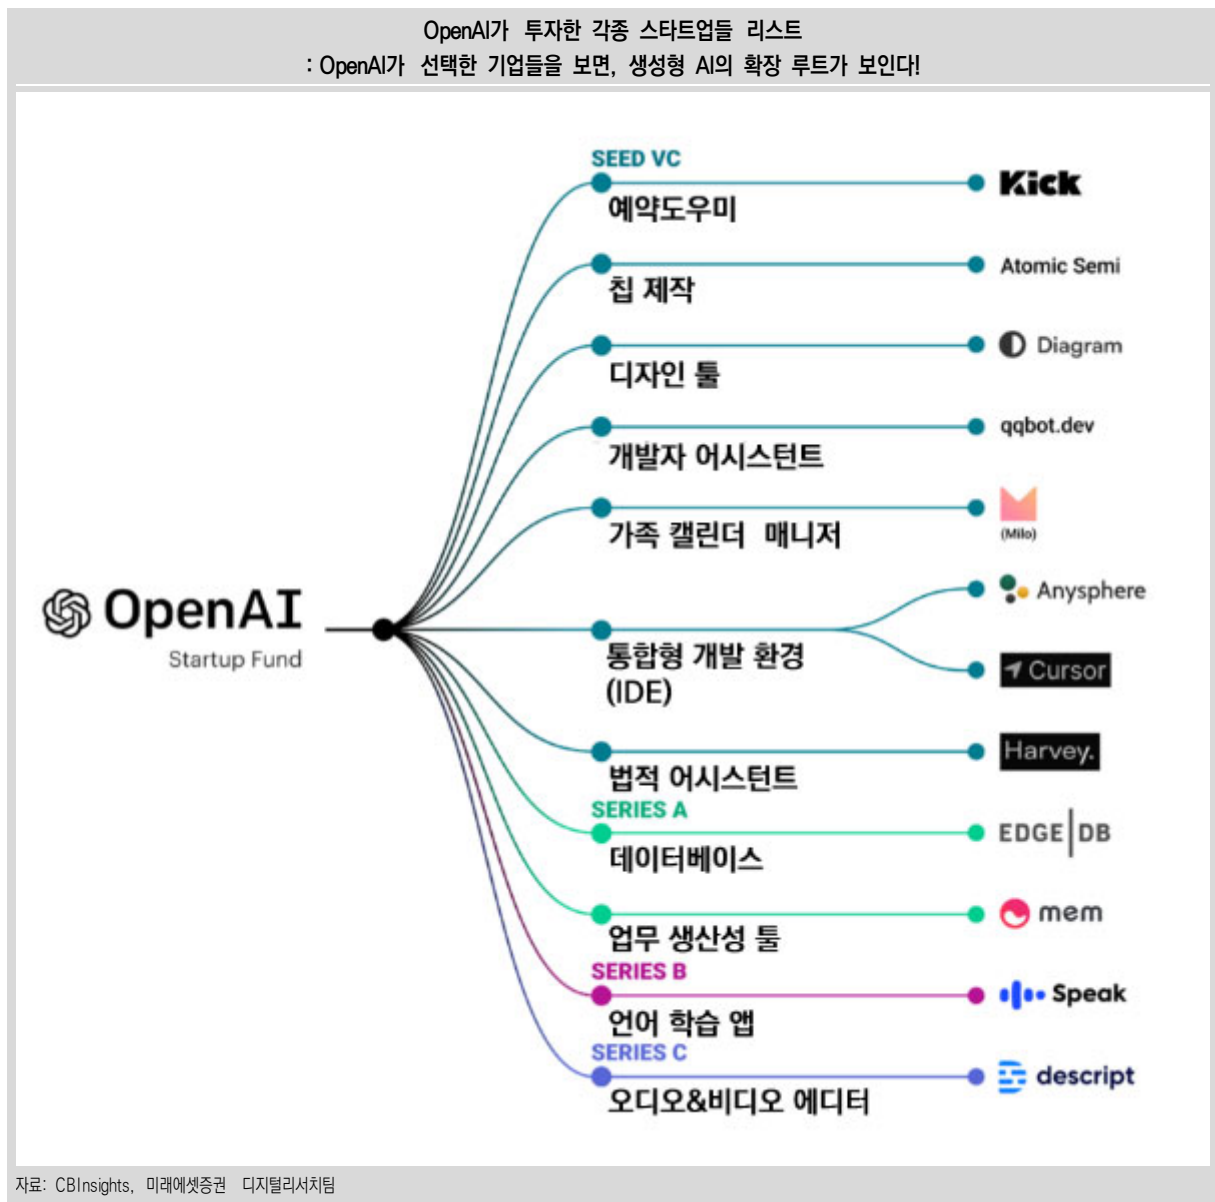 OpenAI가 투자한 각종 스타트업들 리스트
: OpenAI가 선택한 기업들을 보면, 생성형 AI의 확장 루트가 보인다!
SEED VC
Kick
예약도우미
Atomic Semi
칩 제작
Diagram
디자인 툴
qqbot.dev
개발자 어시스턴트
(Milo)
가족 캘린더 매니저
OpenAI
Startup Fund
Anysphere
통합형 개발 환경
(IDE)
Cursor
Harvey.
법적 어시스턴트
SERIES A
EDGE|DB
데이터베이스
mem
업무 생산성 툴
SERIES B
Speak
언어 학습 앱
SERIES C
descript
오디오&비디오 에디터
자료: CBInsights, 미래에셋증권 디지털리서치팀